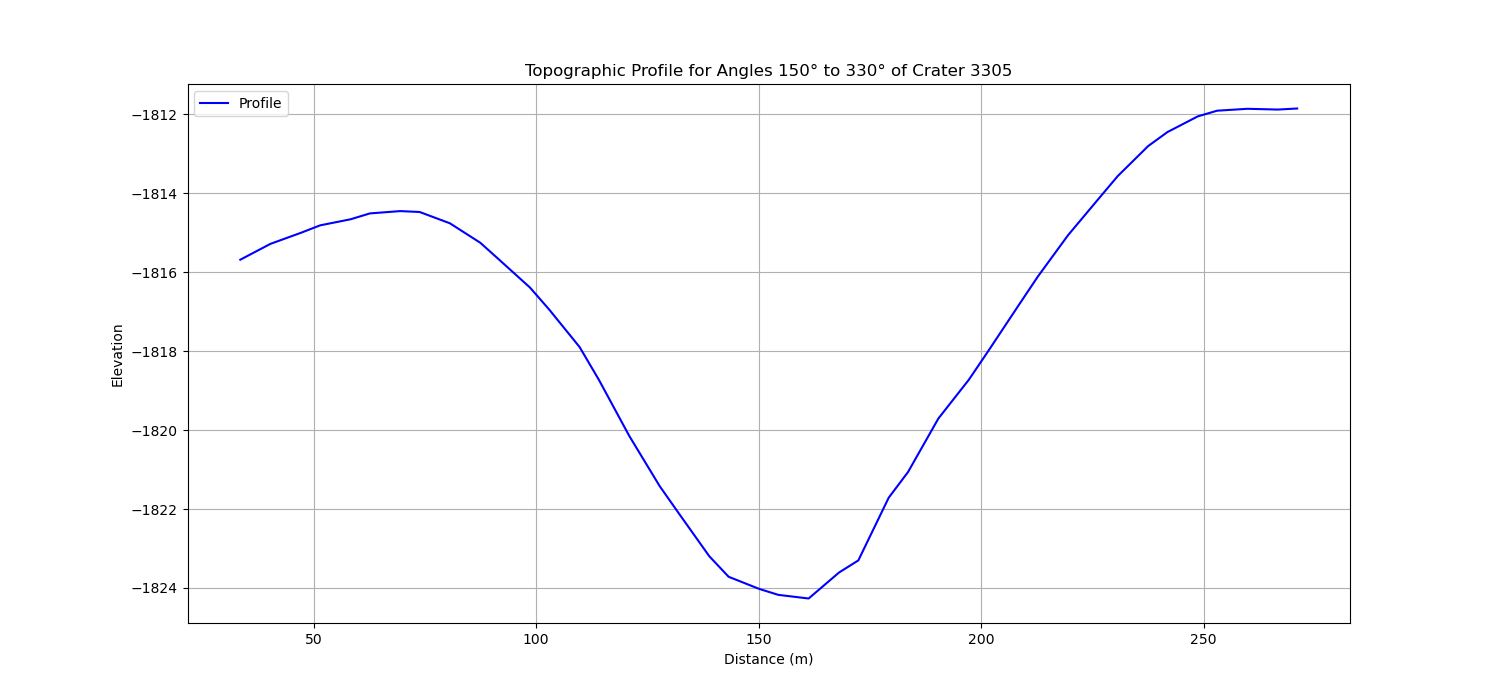 Topographic Profile for Angles 150° to 330° of Crater 3305
Profile
−1812
−1814
−1816
−1818
−1820
−1822
−1824
Elevation
50 100 150 200 250
Distance (m)